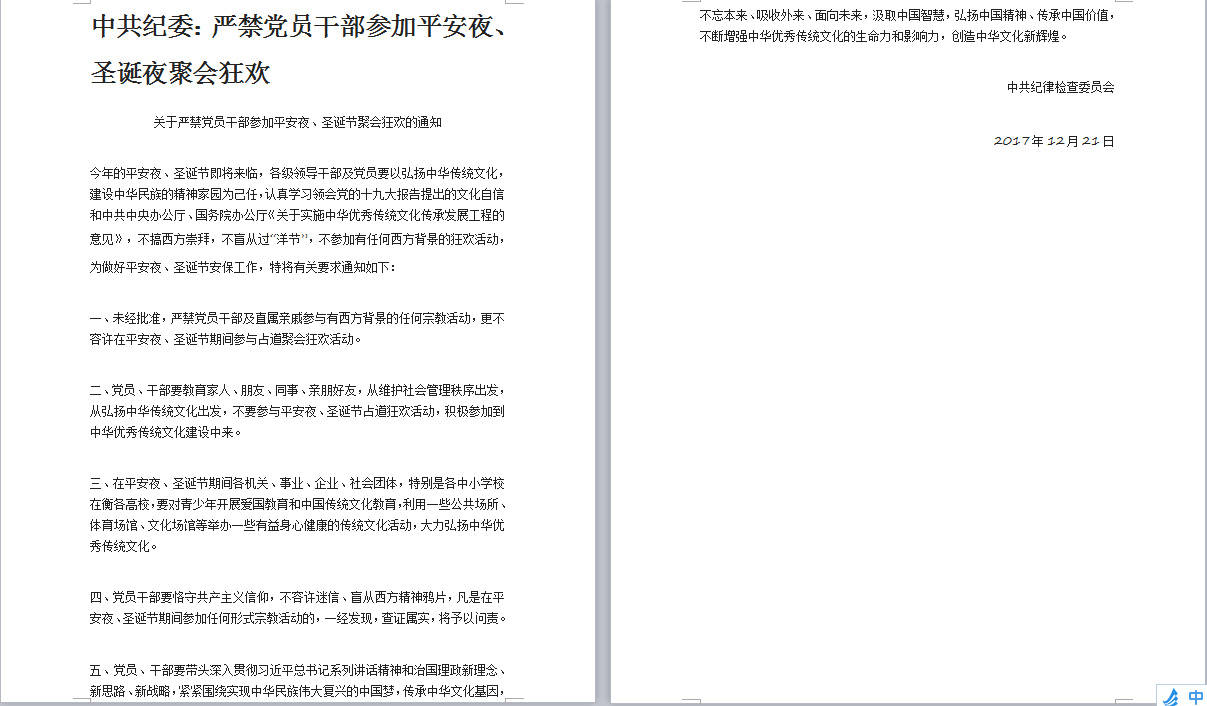 中共纪委：严禁党员干部参加平安夜、
圣诞夜聚会狂欢
关于严禁党员干部参加平安夜、圣诞节聚会狂欢的通知
今年的平安夜、圣诞节即将来临，各级领导干部及党员要以弘扬中华传统文化，
建设中华民族的精神家园为己任，认真学习领会党的十九大报告提出的文化自信
和中共中央办公厅、国务院办公厅《关于实施中华优秀传统文化传承发展工程的
意见》，不搞西方崇拜，不盲从过“洋节”，不参加有任何西方背景的狂欢活动，
为做好平安夜、圣诞节安保工作，特将有关要求通知如下：
一、未经批准，严禁党员干部及直属亲戚参与有西方背景的任何宗教活动，更不
容许在平安夜、圣诞节期间参与占道聚会狂欢活动。
二、党员、干部要教育家人、朋友、同事、亲朋好友，从维护社会管理秩序出发，
从弘扬中华传统文化出发，不要参与平安夜、圣诞节占道狂欢活动，积极参加到
中华优秀传统文化建设中来。
三、在平安夜、圣诞节期间各机关、事业、企业、社会团体，特别是各中小学校
在衡各高校，要对青少年开展爱国教育和中国传统文化教育，利用一些公共场所、
体育场馆、文化场馆等举办一些有益身心健康的传统文化活动，大力弘扬中华优
秀传统文化。
四、党员干部要恪守共产主义信仰，不容许迷信、盲从西方精神鸦片，凡是在平
安夜、圣诞节期间参加任何形式宗教活动的，一经发现，查证属实，将予以问责。
五、党员、干部要带头深入贯彻习近平总书记系列讲话精神和治国理政新理念、
新思路、新战略，紧紧围绕实现中华民族伟大复兴的中国梦，传承中华文化基因，
不忘本来、吸收外来、面向未来，汲取中国智慧，弘扬中国精神、传承中国价值，
不断增强中华优秀传统文化的生命力和影响力，创造中华文化新辉煌。
中共纪律检查委员会
2017年12月21日
中